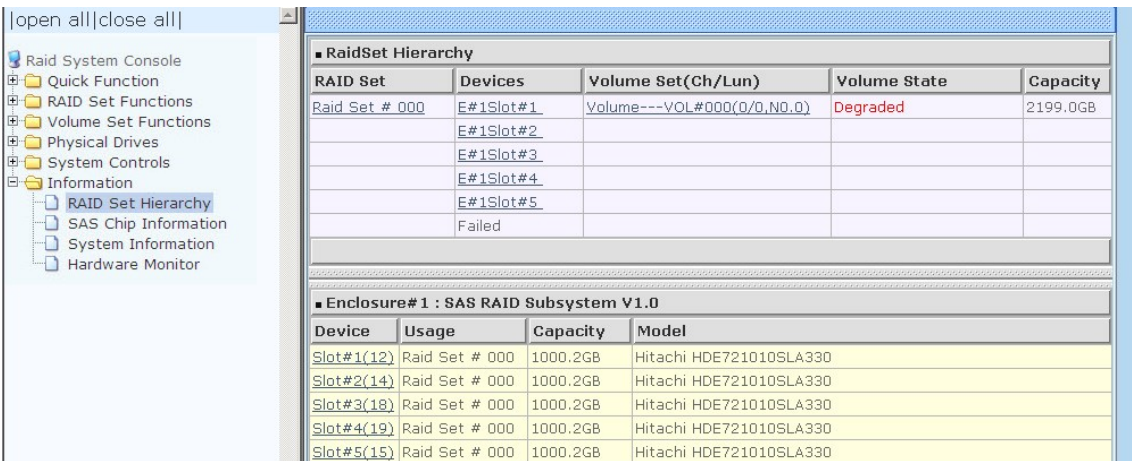 |open all|close all|
Raid System Console
Quick Function
RAID Set Functions
Volume Set Functions
Physical Drives
System Controls
Information
RAID Set Hierarchy
SAS Chip Information
System Information
Hardware Monitor
RaidSet Hierarchy
RAID Set Devices Volume Set(Ch/Lun) Volume State Capacity
Raid Set # 000 E#1Slot#1 Volume---VOL#000(0/0,N0.0) Degraded 2199.0GB
E#1Slot#2
E#1Slot#3
E#1Slot#4
E#1Slot#5
Failed
Enclosure#1 : SAS RAID Subsystem V1.0
Device Usage Capacity Model
Slot#1(12) Raid Set # 000 1000.2GB Hitachi HDE721010SLA330
Slot#2(14) Raid Set # 000 1000.2GB Hitachi HDE721010SLA330
Slot#3(18) Raid Set # 000 1000.2GB Hitachi HDE721010SLA330
Slot#4(19) Raid Set # 000 1000.2GB Hitachi HDE721010SLA330
Slot#5(15) Raid Set # 000 1000.2GB Hitachi HDE721010SLA330